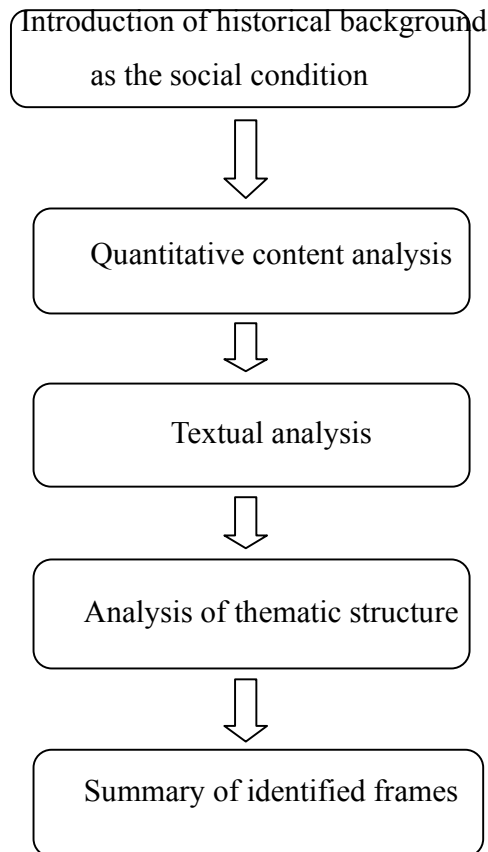 Introduction of historical background
as the social condition
Quantitative content analysis
Textual analysis
Analysis of thematic structure
Summary of identified frames